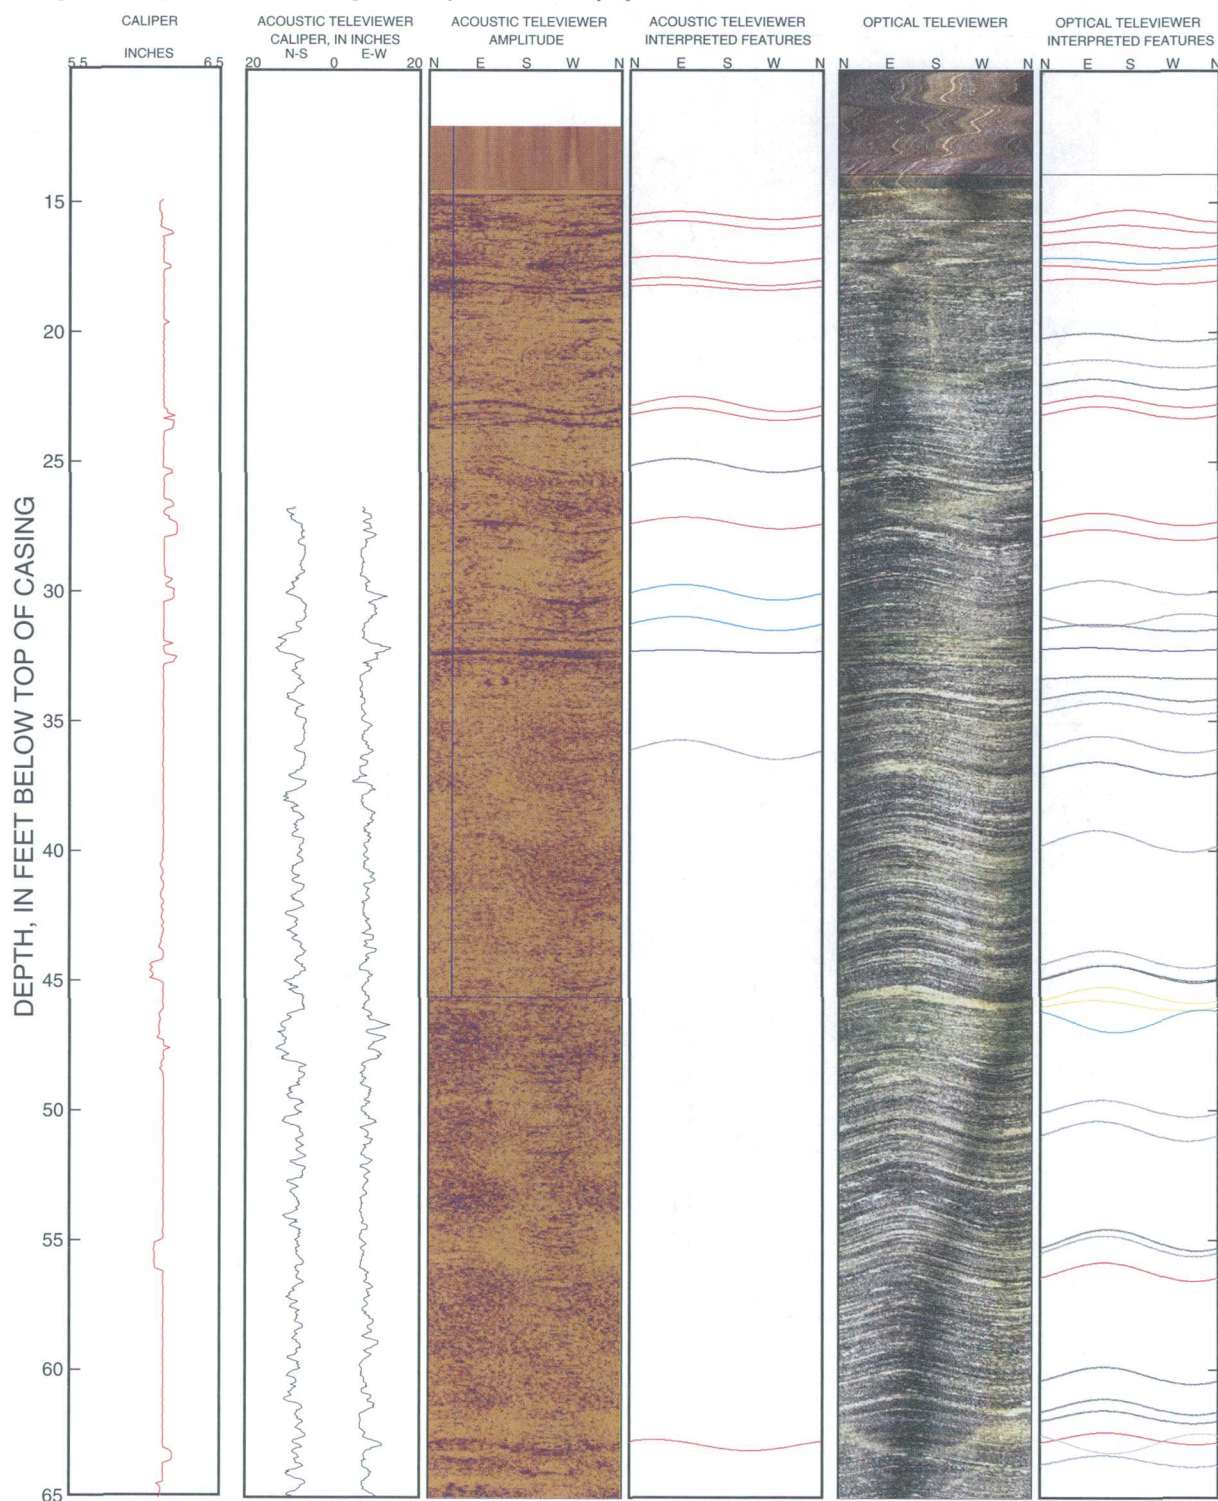 CALIPER
INCHES
5.5 6.5
ACOUSTIC TELEVIEWER
CALIPER, IN INCHES
N-S E-W
20 0 20
ACOUSTIC TELEVIEWER
AMPLITUDE
N E S W N
ACOUSTIC TELEVIEWER
INTERPRETED FEATURES
N E S W N
OPTICAL TELEVIEWER
N E S W N
OPTICAL TELEVIEWER
INTERPRETED FEATURES
N E S W N
DEPTH, IN FEET BELOW TOP OF CASING
15
20
25
30
35
40
45
50
55
60
65